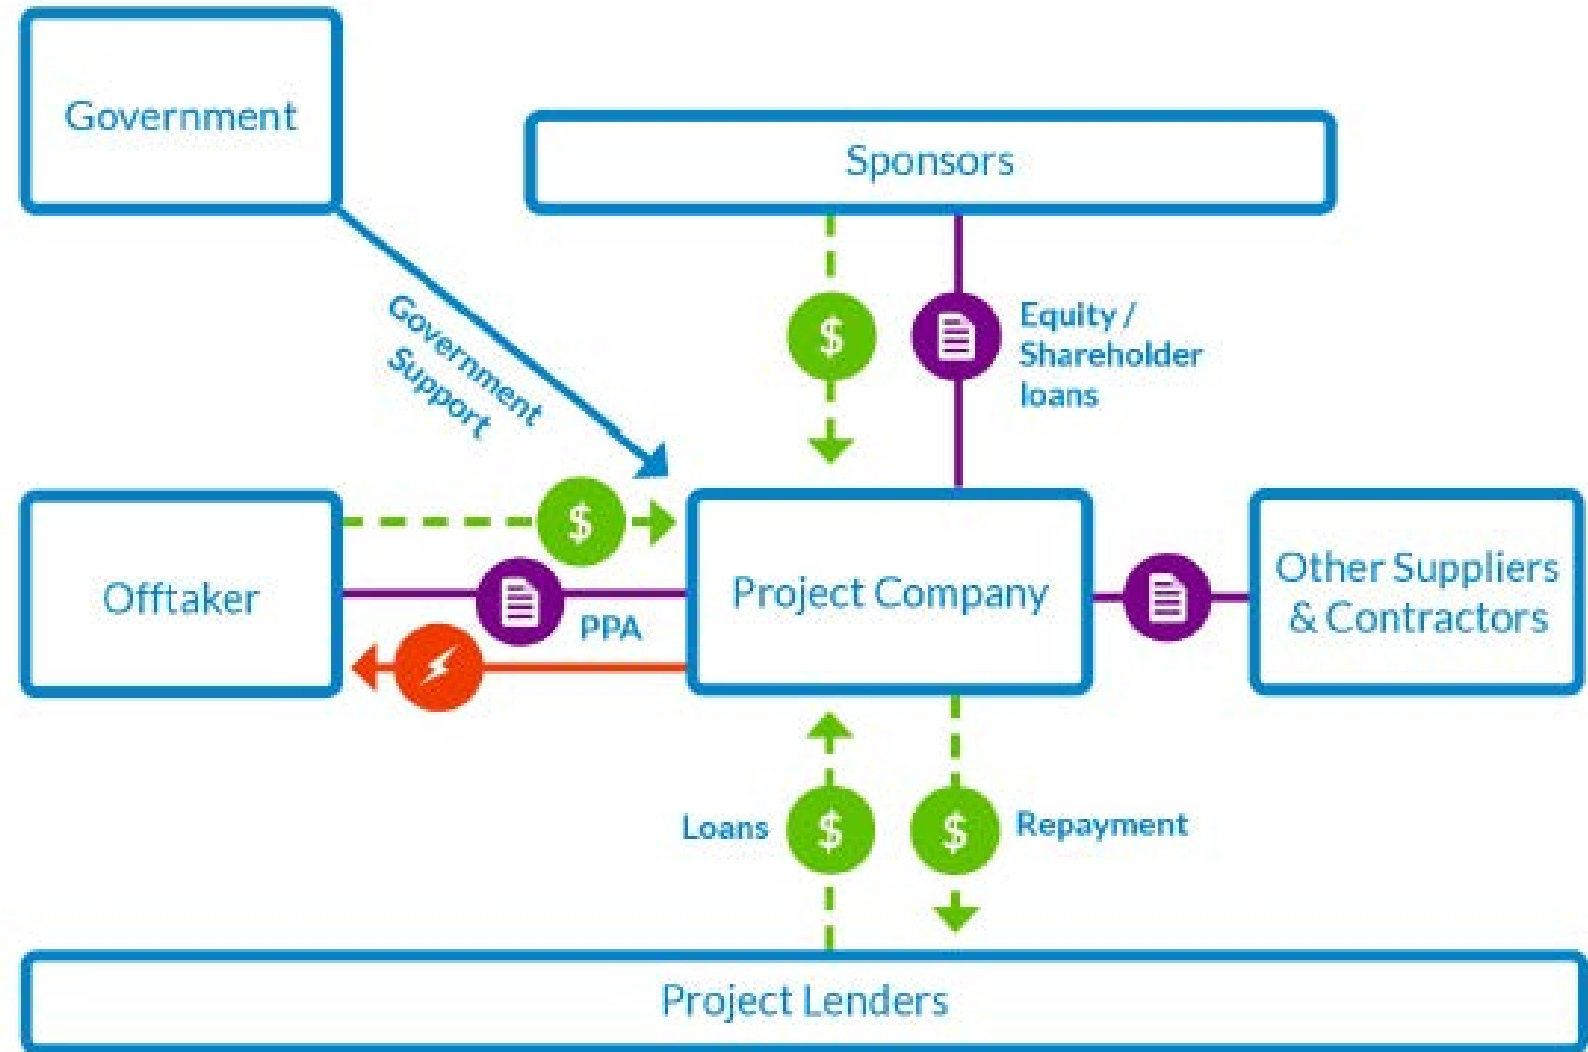 Government
Sponsors
Government
Support
$
Equity /
Shareholder
loans
$
Offtaker
PPA
Project Company
Other Suppliers
& Contractors
Loans
$
$
Repayment
Project Lenders